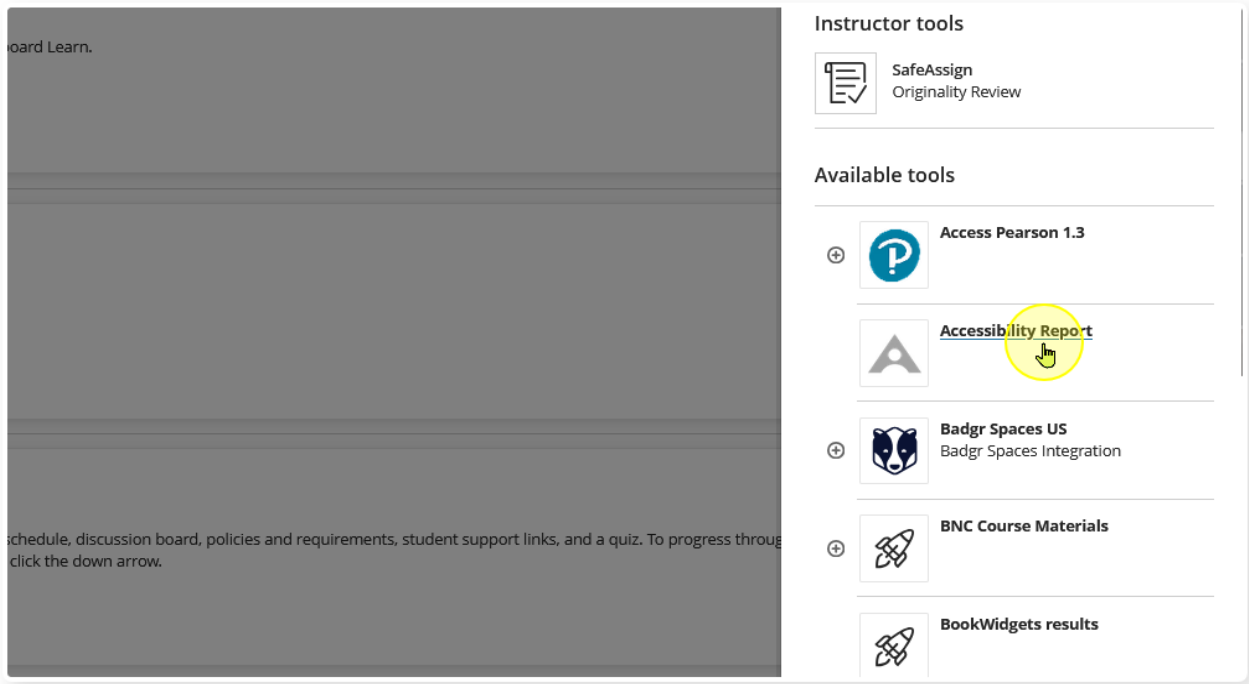 Instructor tools
board Learn.
SafeAssign
Originality Review
Available tools
Access Pearson 1.3
Accessibility Report
Badgr Spaces US
Badgr Spaces Integration
BNC Course Materials
schedule, discussion board, policies and requirements, student support links, and a quiz. To progress throug
click the down arrow.
BookWidgets results